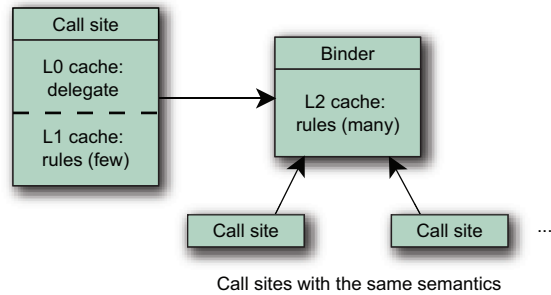 Call site
L0 cache:
delegate
L1 cache:
rules (few)
Binder
L2 cache:
rules (many)
Call site
Call site
...
Call sites with the same semantics